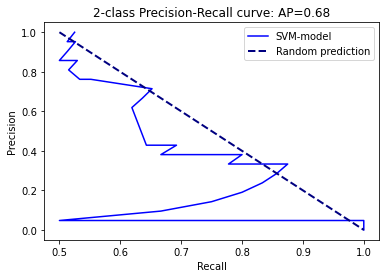 2-class Precision-Recall curve: AP=0.68
SVM-model
Random prediction
Precision
1.0
0.8
0.6
0.4
0.2
0.0
0.5 0.6 0.7 0.8 0.9 1.0
Recall